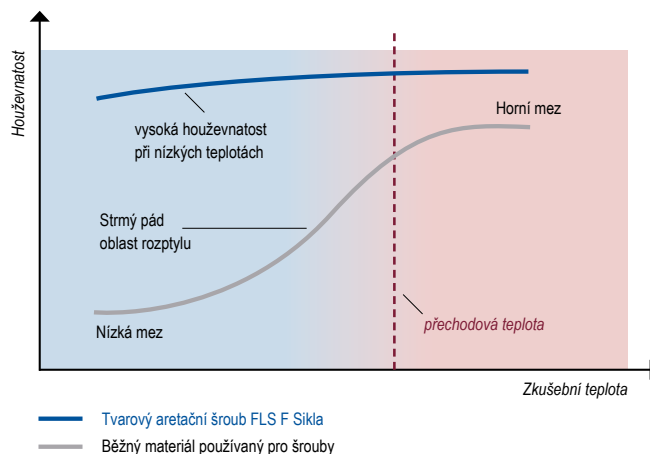 Houževnatost
Horní mez
vysoká houževnatost
při nízkých teplotách
Strmý pád
oblast rozptylu
Nízká mez
přechodová teplota
Zkušební teplota
Tvarový aretační šroub FLS F Sikla
Běžný materiál používaný pro šrouby